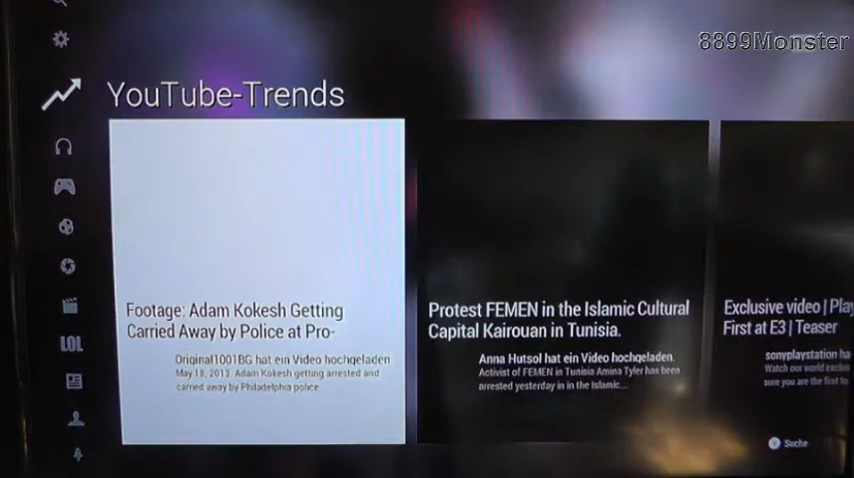 8899Monster
YouTube-Trends
Footage: Adam Kokesh Getting
Carried Away by Police at Pro-
Original1001BG hat ein Video hochgeladen
May 18, 2013. Adam Kokesh getting arrested and
carried away by Philadelphia police
Protest FEMEN in the Islamic Cultural
Capital Kairouan in Tunisia.
Anna Hutsol hat ein Video hochgeladen.
Activist of FEMEN in Tunisia Amina Tyler has been
arrested yesterday in in the Islamic...
Exclusive video | Play
First at E3 | Teaser
sonyplaystation ha
Watch our world exclus
sure you are the first to
LOL
Suche